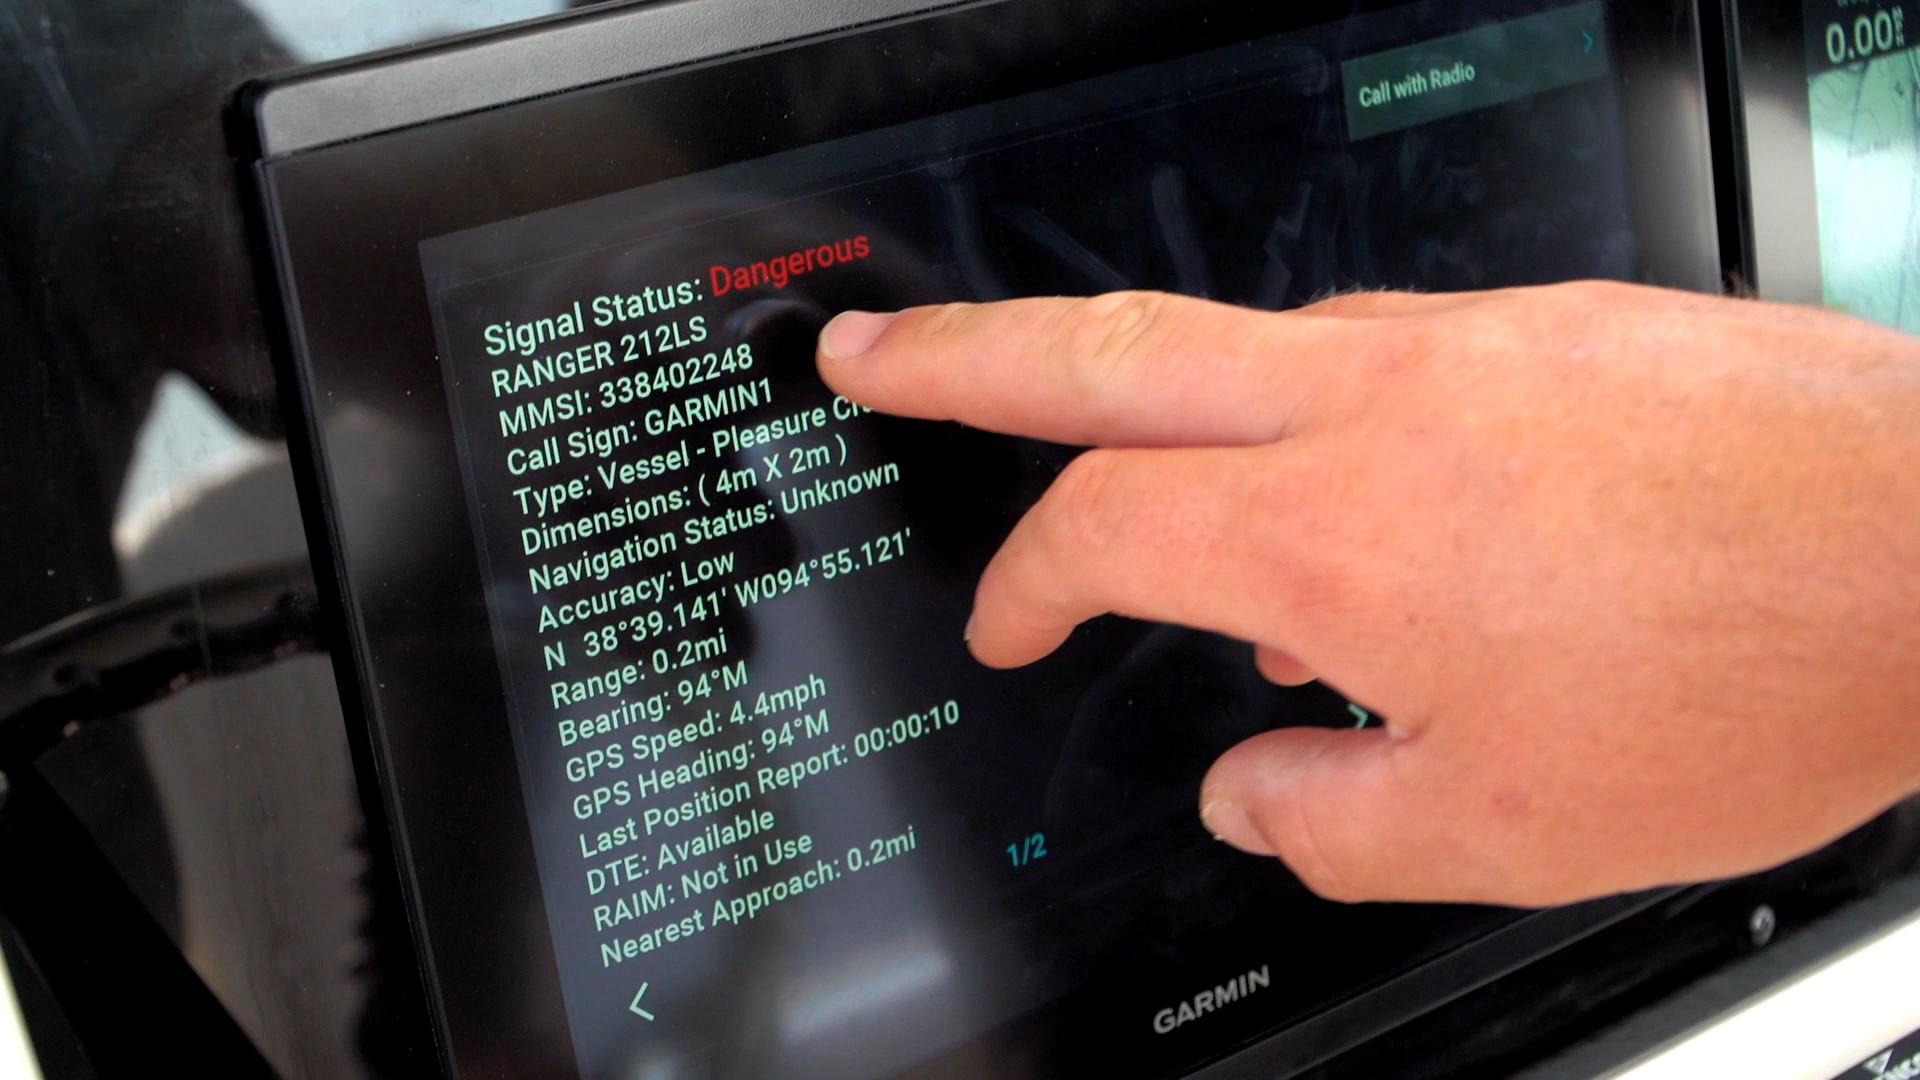 Call with Radio
0.00
Signal Status: Dangerous
RANGER 212LS
MMSI: 338402248
Call Sign: GARMIN1
Type: Vessel - Pleasure
Dimensions: ( 4m X 2m )
Navigation Status: Unknown
Accuracy: Low
N 38°39.141' W094°55.121'
Range: 0.2mi
Bearing: 94°M
GPS Speed: 4.4mph
GPS Heading: 94°M
Last Position Report: 00:00:10
DTE: Available
RAIM: Not in Use
Nearest Approach: 0.2mi
1/2
GARMIN